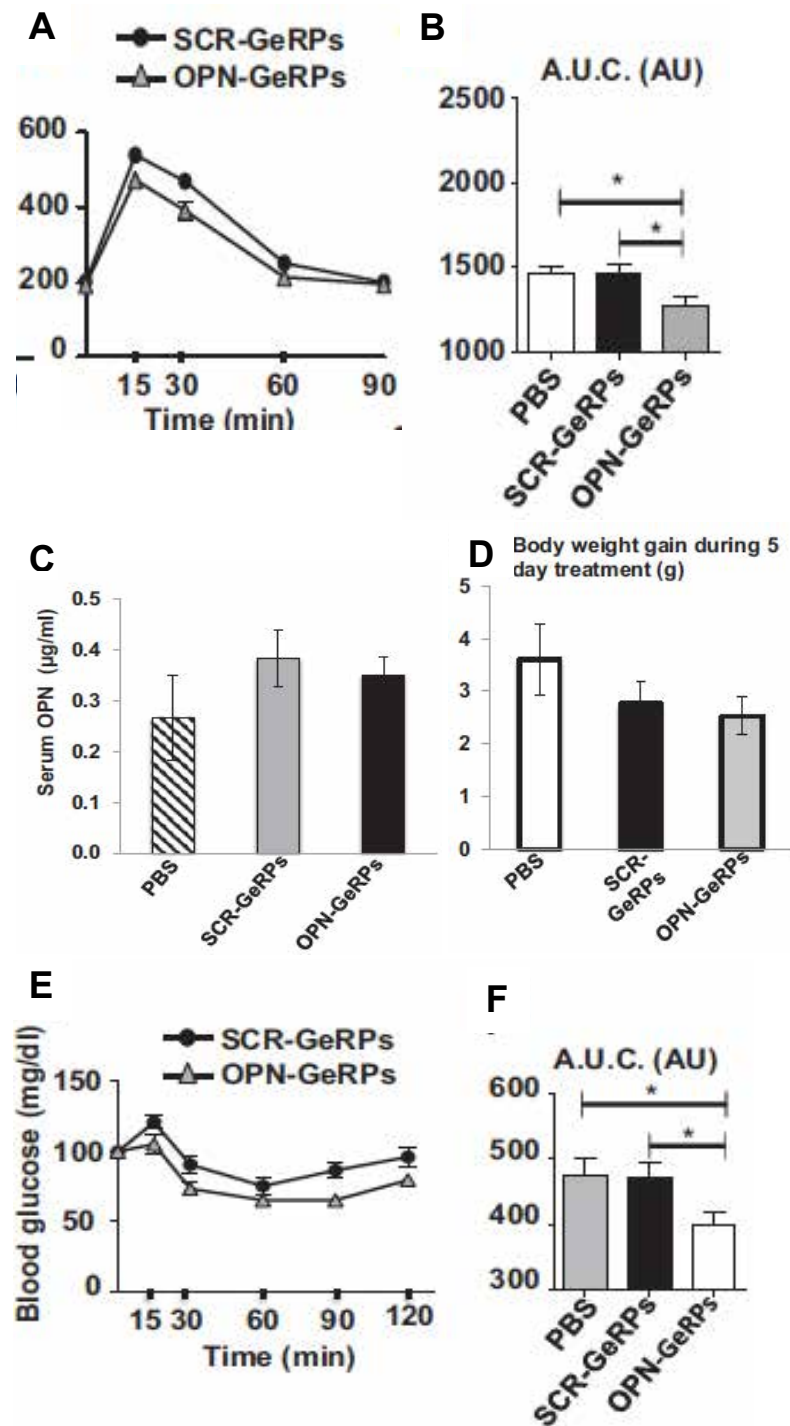 A
SCR-GeRPs
OPN-GeRPs
600
400
200
0
15 30 60 90
Time (min)
B
A.U.C. (AU)
2500
2000
1500
1000
*
*
PBS
SCR-GeRPs
OPN-GeRPs
C
Serum OPN (µg/ml)
0.5
0.4
0.3
0.2
0.1
0.0
PBS
SCR-GeRPs
OPN-GeRPs
D
Body weight gain during 5
day treatment (g)
5
4
3
2
1
0
PBS
SCR-
GeRPs
OPN-GeRPs
E
SCR-GeRPs
OPN-GeRPs
Blood glucose (mg/dl)
150
100
50
0
15 30 60 90 120
Time (min)
F
A.U.C. (AU)
600
500
400
300
*
*
PBS
SCR-GeRPs
OPN-GeRPs